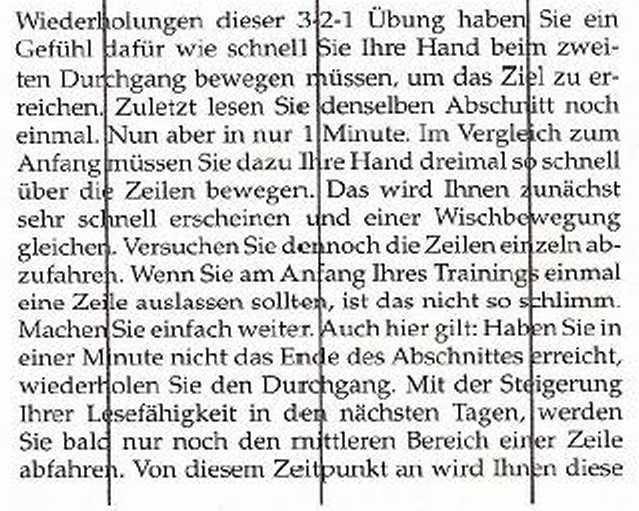 Wiederholungen dieser 3-2-1 Übung haben Sie ein
Gefühl dafür wie schnell Sie Ihre Hand beim zwei-
ten Durchgang bewegen müssen, um das Ziel zu er-
reichen. Zuletzt lesen Sie denselben Abschnitt noch
einmal. Nun aber in nur 1 Minute. Im Vergleich zum
Anfang müssen Sie dazu Ihre Hand dreimal so schnell
über die Zeilen bewegen. Das wird Ihnen zunächst
sehr schnell erscheinen und einer Wischbewegung
gleichen. Versuchen Sie dennoch die Zeilen einzeln ab-
zufahren. Wenn Sie am Anfang Ihres Trainings einmal
eine Zeile auslassen sollten, ist das nicht so schlimm.
Machen Sie einfach weiter. Auch hier gilt: Haben Sie in
einer Minute nicht das Ende des Abschnittes erreicht,
wiederholen Sie den Durchgang. Mit der Steigerung
Ihrer Lesefähigkeit in den nächsten Tagen, werden
Sie bald nur noch den mittleren Bereich einer Zeile
abfahren. Von diesem Zeitpunkt an wird Ihnen diese